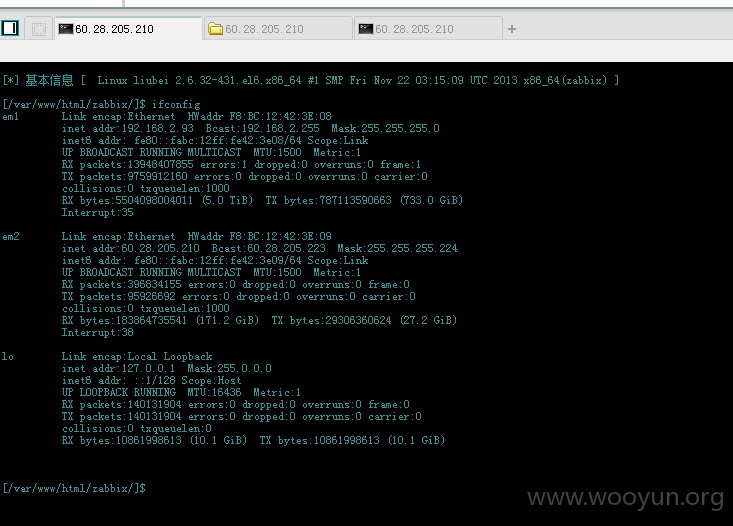 60.28.205.210 60.28.205.210 60.28.205.210
[*] 基本信息 [  Linux liubei 2.6.32-431.el6.x86_64 #1 SMP Fri Nov 22 03:15:09 UTC 2013 x86_64(zabbix) ]
[/var/www/html/zabbix/]$ ifconfig
em1 Link encap:Ethernet HWaddr F8:BC:12:42:3E:08
inet addr:192.168.2.93 Bcast:192.168.2.255 Mask:255.255.255.0
inet6 addr: fe80::fabc:12ff:fe42:3e08/64 Scope:Link
UP BROADCAST RUNNING MULTICAST MTU:1500 Metric:1
RX packets:13948407855 errors:1 dropped:0 overruns:0 frame:1
TX packets:9759912160 errors:0 dropped:0 overruns:0 carrier:0
collisions:0 txqueuelen:1000
RX bytes:5504098004011 (5.0 TiB) TX bytes:787113590663 (733.0 GiB)
Interrupt:35
em2 Link encap:Ethernet HWaddr F8:BC:12:42:3E:09
inet addr:60.28.205.210 Bcast:60.28.205.223 Mask:255.255.255.224
inet6 addr: fe80::fabc:12ff:fe42:3e09/64 Scope:Link
UP BROADCAST RUNNING MULTICAST MTU:1500 Metric:1
RX packets:396834155 errors:0 dropped:0 overruns:0 frame:0
TX packets:95926692 errors:0 dropped:0 overruns:0 carrier:0
collisions:0 txqueuelen:1000
RX bytes:183864735541 (171.2 GiB) TX bytes:29306360624 (27.2 GiB)
Interrupt:38
lo Link encap:Local Loopback
inet addr:127.0.0.1 Mask:255.0.0.0
inet6 addr: ::1/128 Scope:Host
UP LOOPBACK RUNNING MTU:16436 Metric:1
RX packets:140131904 errors:0 dropped:0 overruns:0 frame:0
TX packets:140131904 errors:0 dropped:0 overruns:0 carrier:0
collisions:0 txqueuelen:0
RX bytes:10861998613 (10.1 GiB) TX bytes:10861998613 (10.1 GiB)
[/var/www/html/zabbix/]$
www.wooyun.org